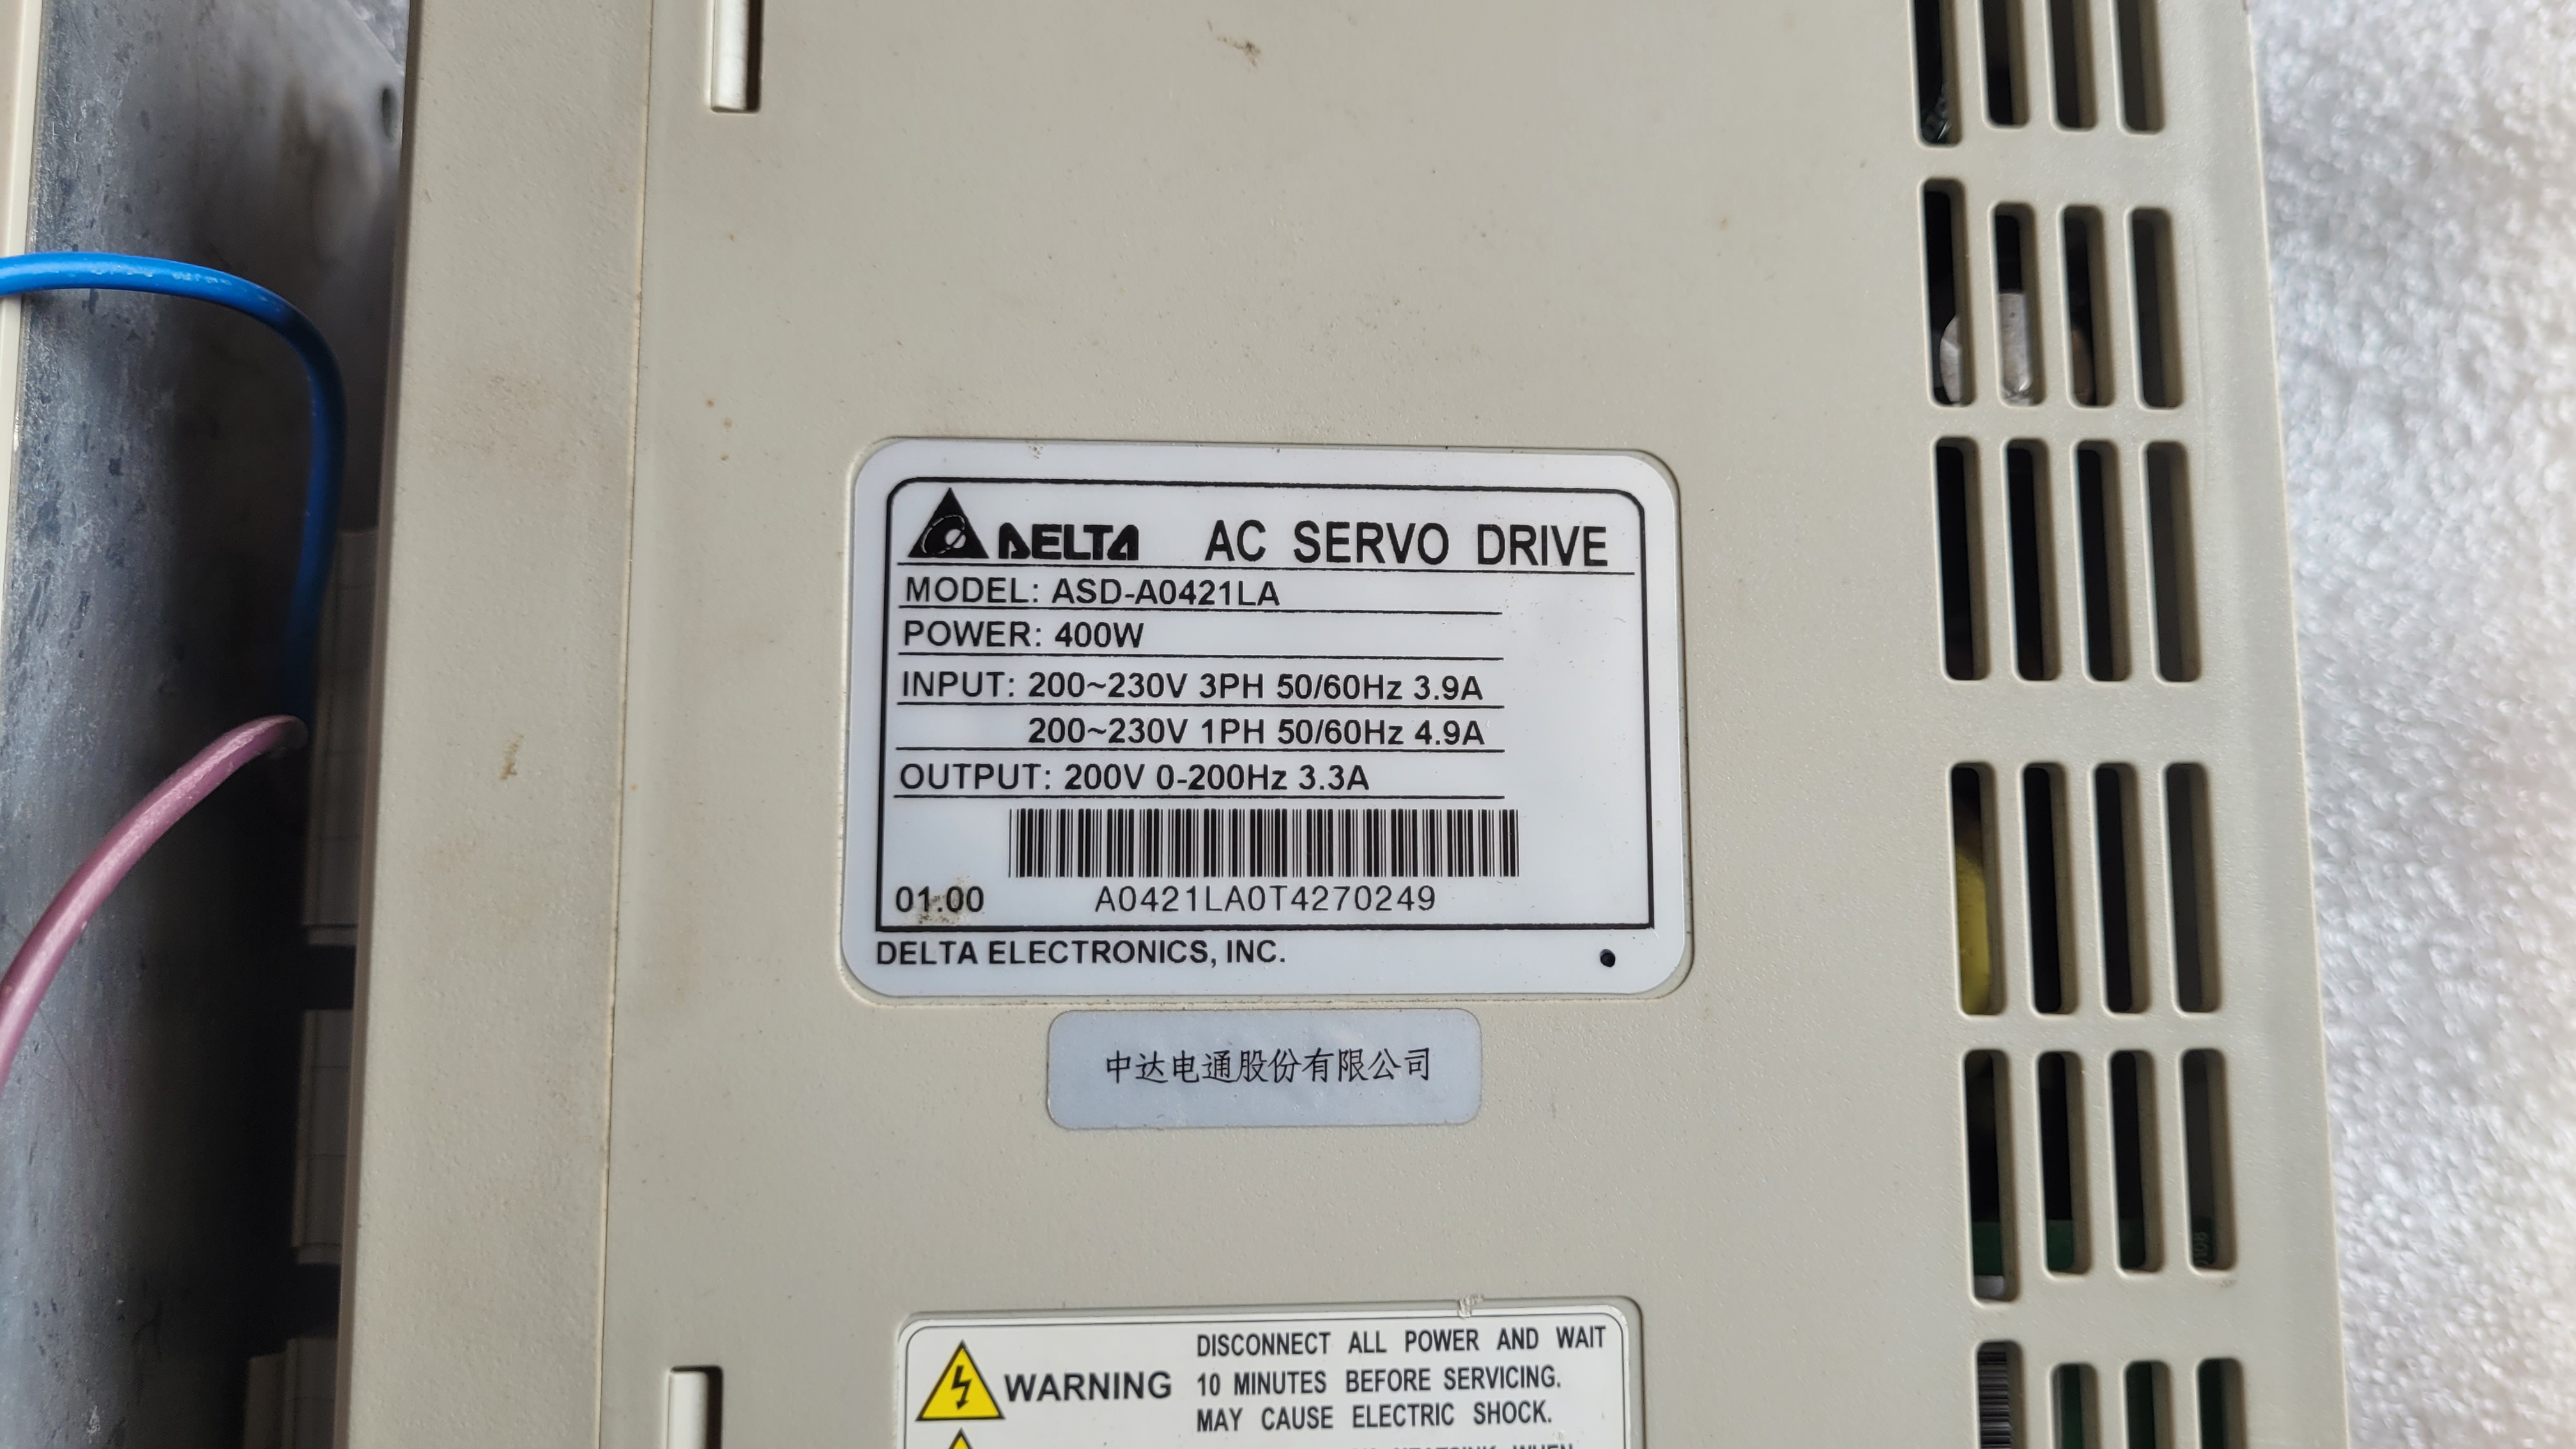 DELTA AC SERVO DRIVE
MODEL: ASD-A0421LA
POWER: 400W
INPUT: 200~230V 3PH 50/60Hz 3.9A
200~230V 1PH 50/60Hz 4.9A
OUTPUT: 200V 0-200Hz 3.3A
01.00 A0421LA0T4270249
DELTA ELECTRONICS, INC.
中达电通股份有限公司
WARNING
DISCONNECT ALL POWER AND WAIT
10 MINUTES BEFORE SERVICING.
MAY CAUSE ELECTRIC SHOCK.